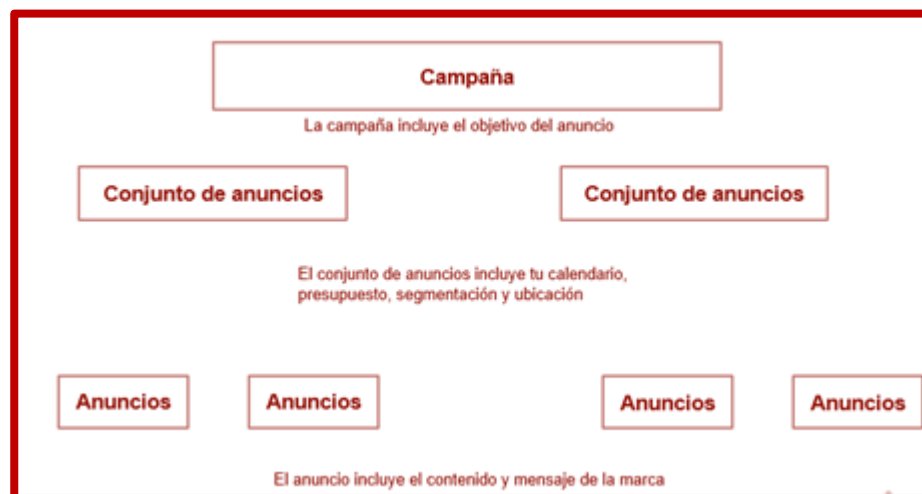 Campaña
La campaña incluye el objetivo del anuncio
Conjunto de anuncios
Conjunto de anuncios
El conjunto de anuncios incluye tu calendario,
presupuesto, segmentación y ubicación
Anuncios
Anuncios
Anuncios
Anuncios
El anuncio incluye el contenido y mensaje de la marca